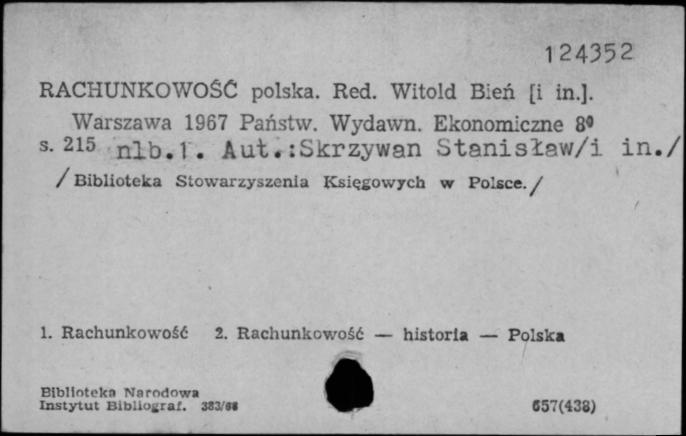 124352
RACHUNKOWOŚĆ polska. Red. Witold Bień [i in.].
Warszawa 1967 Państw. Wydawn. Ekonomiczne 8°
s. 215 nlb.1. Aut.:Skrzywan Stanisław/i in./
/Biblioteka Stowarzyszenia Księgowych w Polsce./
1. Rachunkowość 2. Rachunkowość — historia — Polska
Biblioteka Narodowa
Instytut Bibliograf. 383/68
657(438)